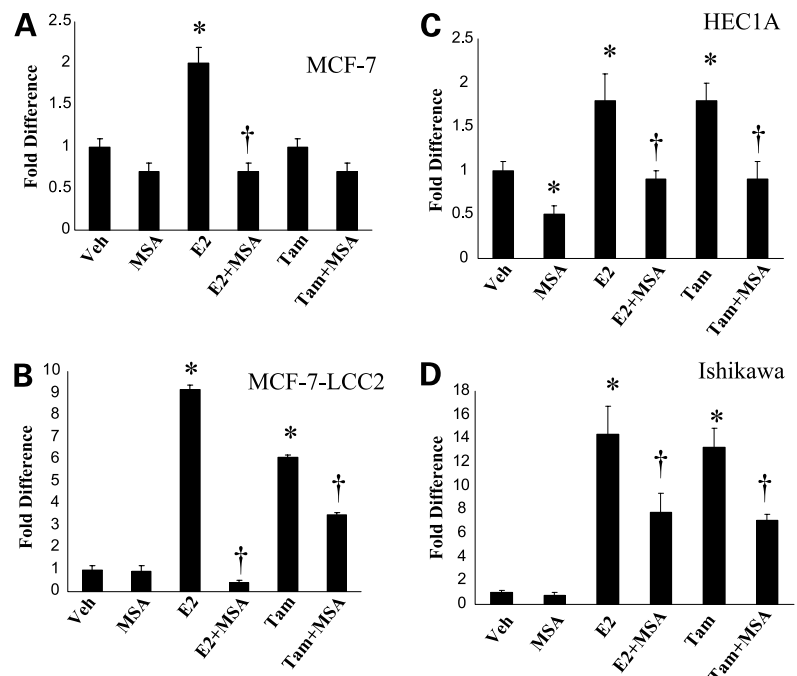 A
MCF-7
Fold Difference
2.5
2
1.5
1
0.5
0
*
†
Veh
MSA
E2
E2+MSA
Tam
Tam+MSA
B
MCF-7-LCC2
Fold Difference
10
9
8
7
6
5
4
3
2
1
0
*
†
*
†
Veh
MSA
E2
E2+MSA
Tam
Tam+MSA
C
HEC1A
Fold Difference
2.5
2
1.5
1
0.5
0
*
*
†
*
†
Veh
MSA
E2
E2+MSA
Tam
Tam+MSA
D
Ishikawa
Fold Difference
18
16
14
12
10
8
6
4
2
0
*
†
*
†
Veh
MSA
E2
E2+MSA
Tam
Tam+MSA